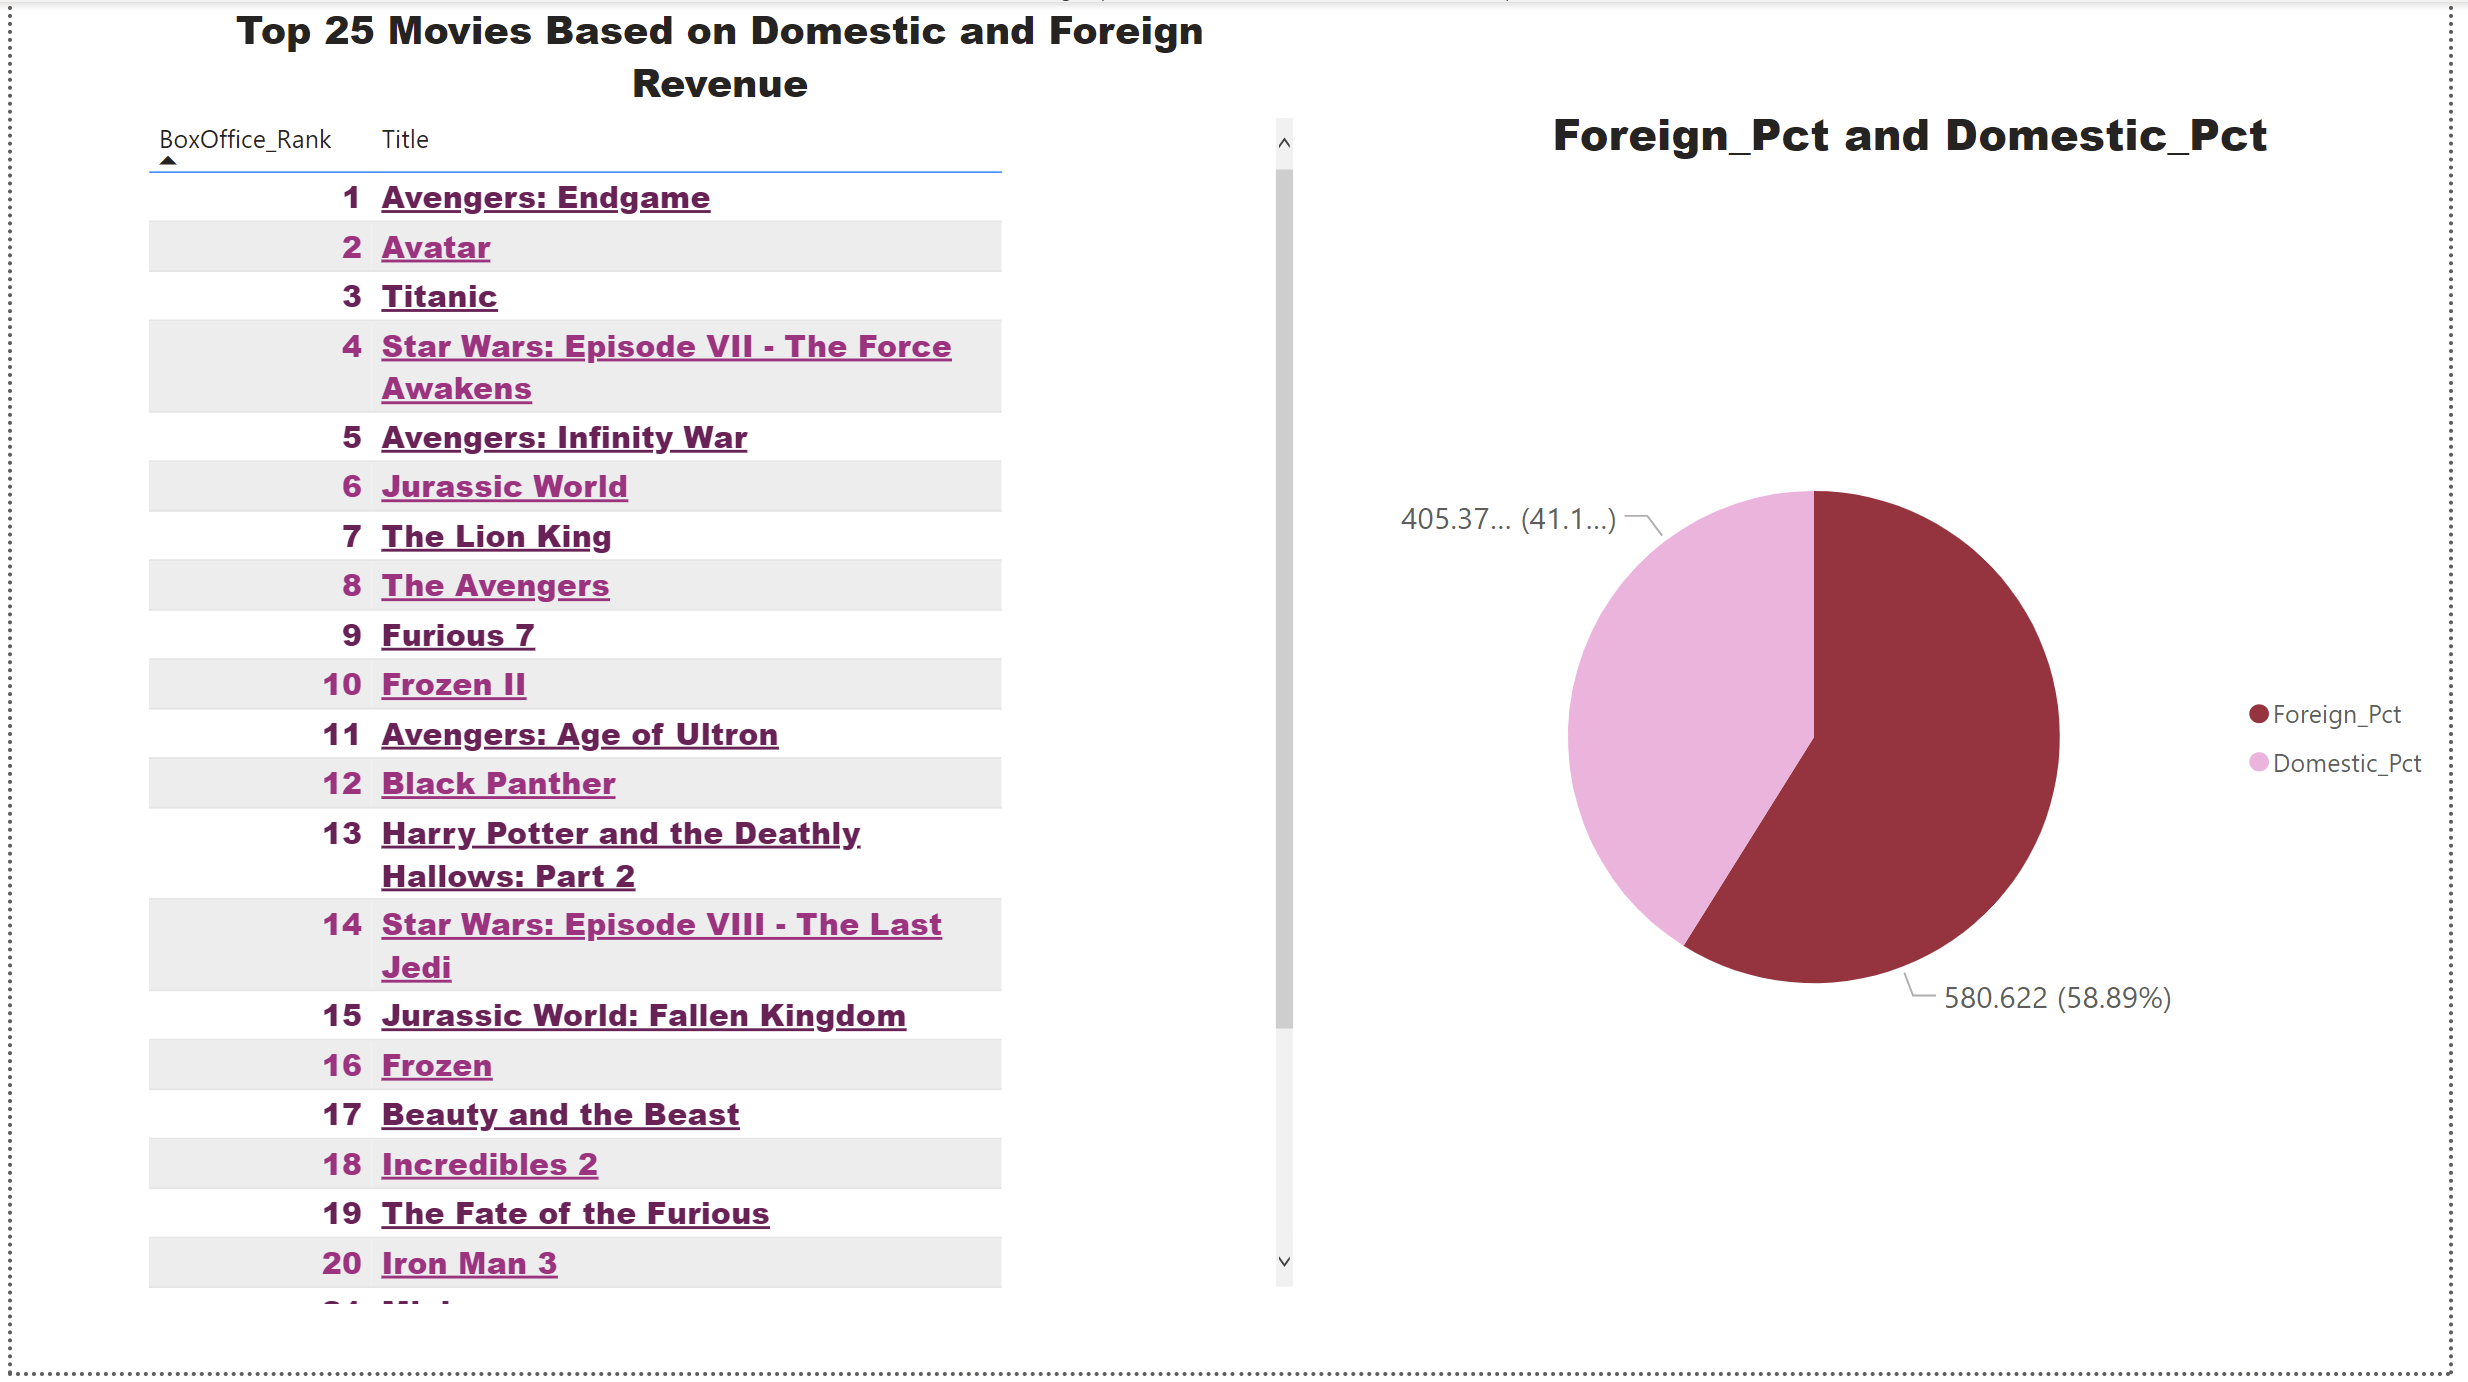 Top 25 Movies Based on Domestic and Foreign
Revenue
BoxOffice_Rank Title
1 Avengers: Endgame
2 Avatar
3 Titanic
4 Star Wars: Episode VII - The Force
Awakens
5 Avengers: Infinity War
6 Jurassic World
7 The Lion King
8 The Avengers
9 Furious 7
10 Frozen II
11 Avengers: Age of Ultron
12 Black Panther
13 Harry Potter and the Deathly
Hallows: Part 2
14 Star Wars: Episode VIII - The Last
Jedi
15 Jurassic World: Fallen Kingdom
16 Frozen
17 Beauty and the Beast
18 Incredibles 2
19 The Fate of the Furious
20 Iron Man 3
Foreign_Pct and Domestic_Pct
405.37... (41.1...)
580.622 (58.89%)
Foreign_Pct
Domestic_Pct